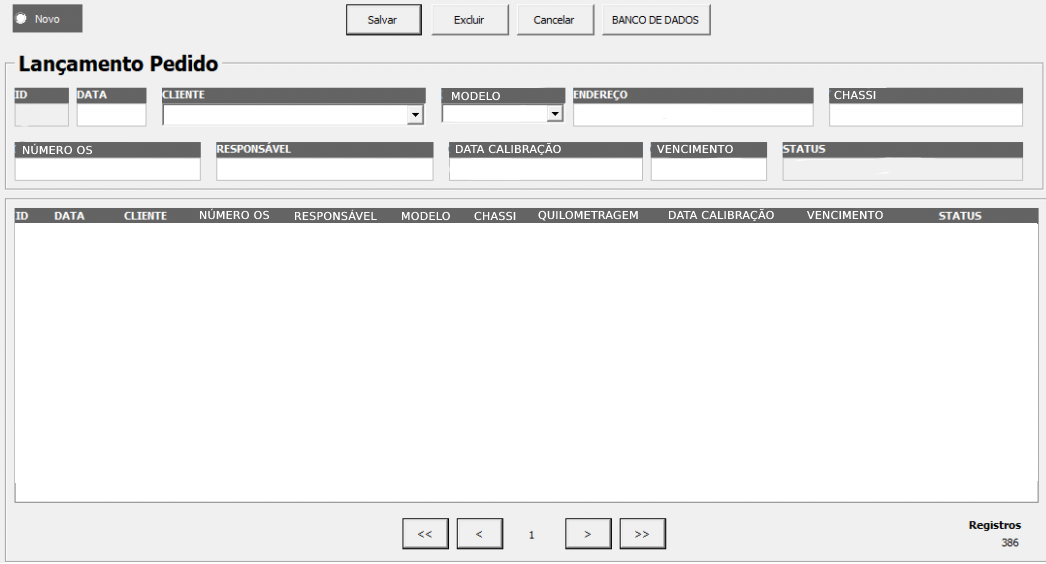 Novo Salvar Excluir Cancelar BANCO DE DADOS
Lançamento Pedido
ID DATA CLIENTE MODELO ENDEREÇO CHASSI
NÚMERO OS RESPONSÁVEL DATA CALIBRAÇÃO VENCIMENTO STATUS
ID DATA CLIENTE NÚMERO OS RESPONSÁVEL MODELO CHASSI QUILOMETRAGEM DATA CALIBRAÇÃO VENCIMENTO STATUS
<< < 1 > >> Registros
386